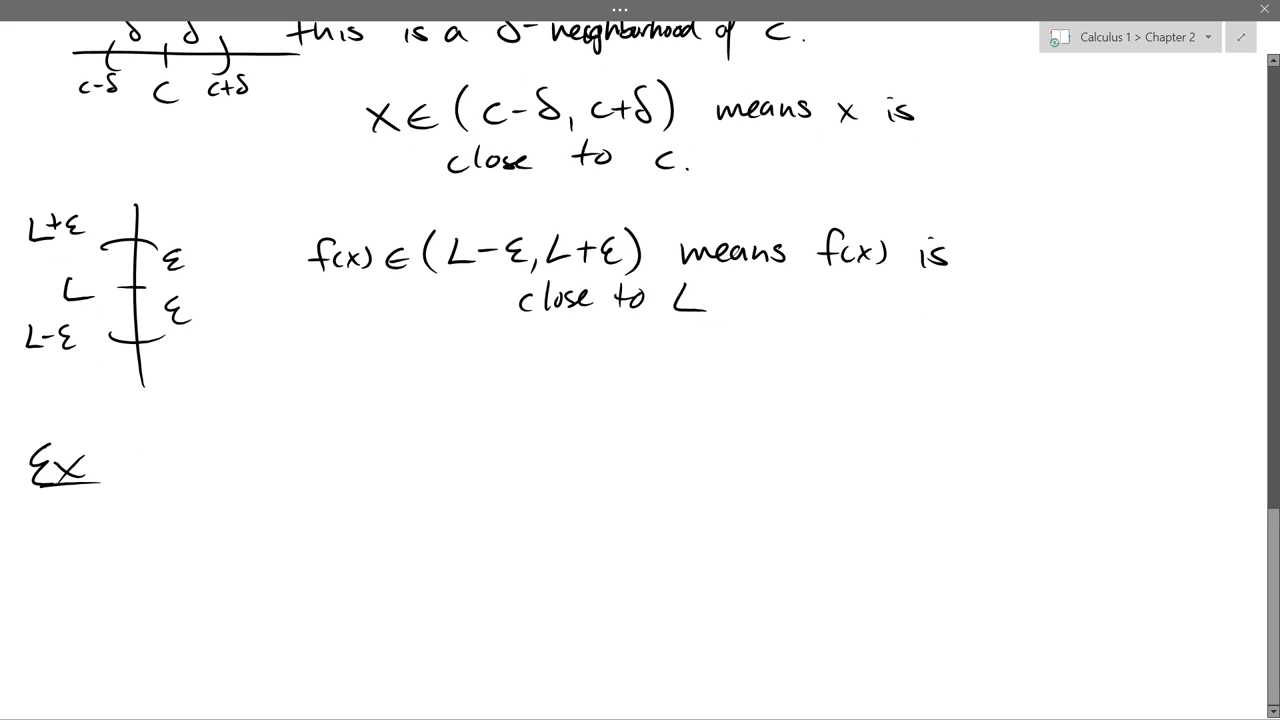 ...
Calculus 1 > Chapter 2
δ δ this is a δ-neighborhood of c.
c-δ c c+δ
x ∈ (c-δ, c+δ) means x is
close to c.
L+ε
ε
f(x) ∈ (L-ε, L+ε) means f(x) is
close to L
L
ε
L-ε
Ex